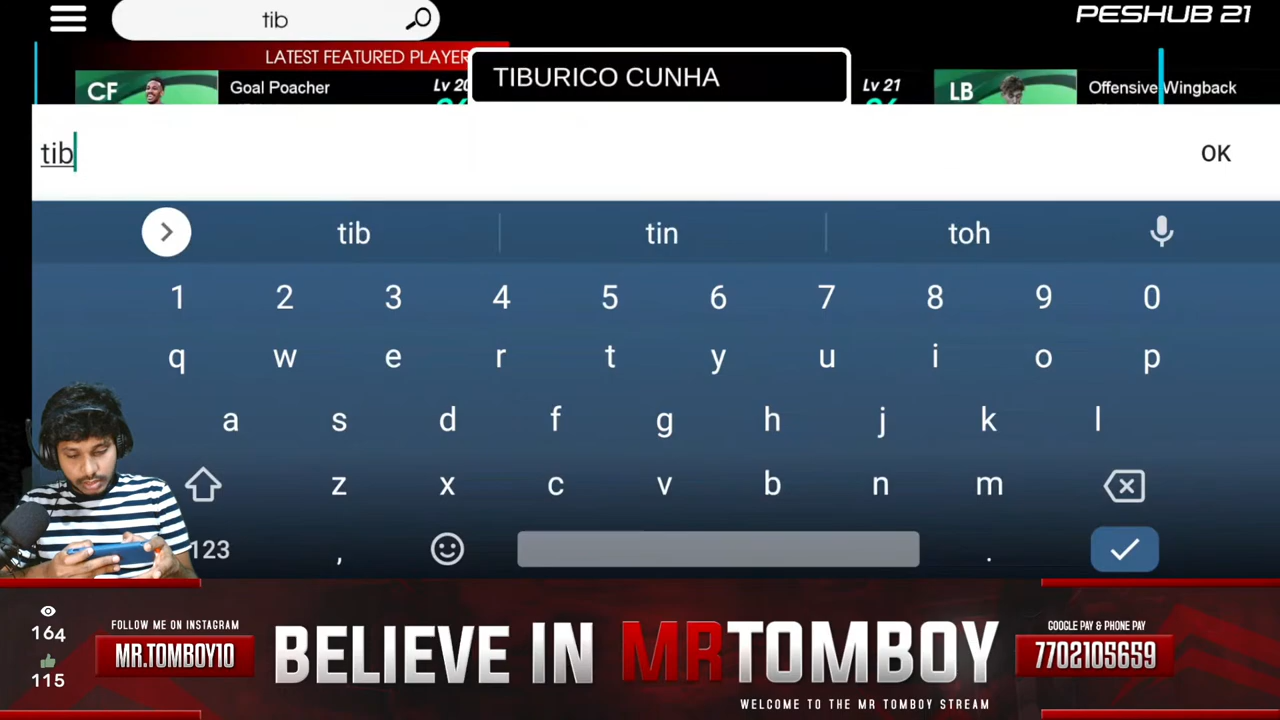 tib
PESHUB 21
LATEST FEATURED PLAYER
TIBURICO CUNHA
CF
Goal Poacher
Lv 20
Lv 21
LB
Offensive Wingback
tib
OK
tib
tin
toh
1 2 3 4 5 6 7 8 9 0
q w e r t y u i o p
a s d f g h j k l
z x c v b n m
123 , .
164
115
FOLLOW ME ON INSTAGRAM
MR.TOMBOY10
BELIEVE IN MRTOMBOY
WELCOME TO THE MR TOMBOY STREAM
GOOGLE PAY & PHONE PAY
7702105659